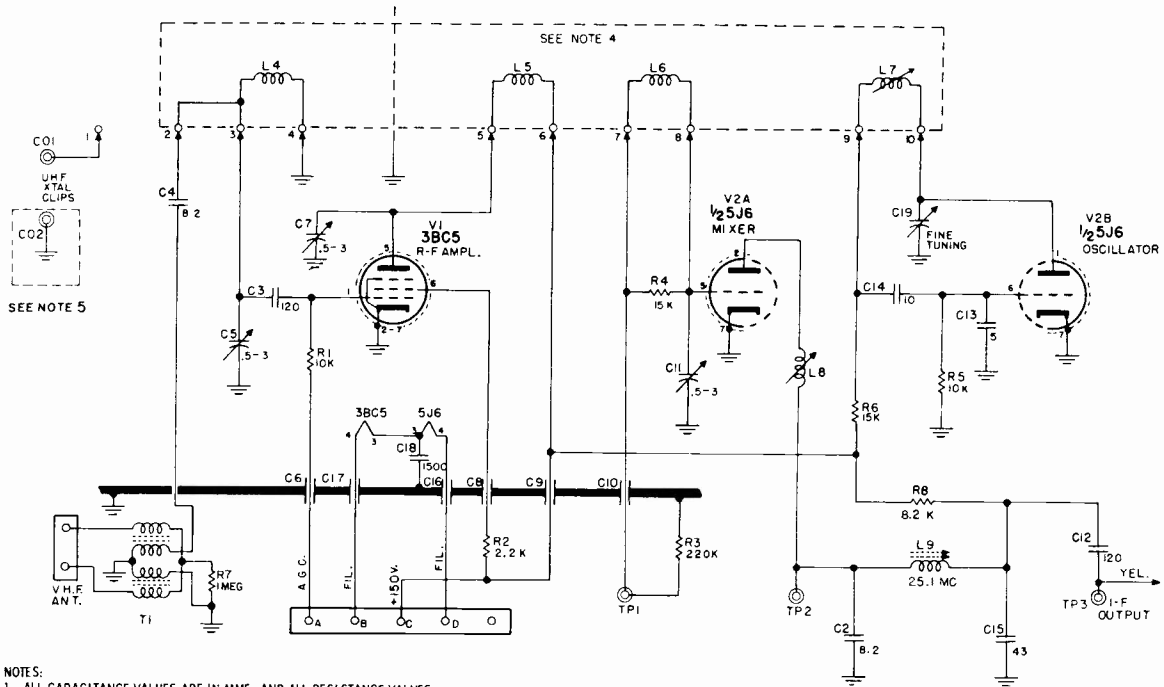 SEE NOTE 4
L4
L5
L6
L7
1
2
3
4
5
6
7
8
9
10
CO1
U.H.F.
XTAL
CLIPS
CO2
SEE NOTE 5
C4
8.2
C7
.5-3
V1
3BC5
R-F AMPL.
5
1
6
2-7
C3
120
C5
.5-3
R1
10K
V2A
1/2 5J6
MIXER
2
5
7
R4
15K
C11
.5-3
L8
C19
FINE
TUNING
V2B
1/2 5J6
OSCILLATOR
1
6
7
C14
10
C13
5
R5
10K
R6
15K
3BC5
5J6
4
3
3
4
C18
1500
C6
C17
C16
C8
C9
C10
R8
8.2 K
R2
2.2K
R3
220K
L9
25.1 MC
C12
120
YEL.
V.H.F.
ANT.
T1
R7
1MEG
A.G.C.
FIL.
+150V.
FIL.
A
B
C
D
TP1
TP2
TP3
I-F
OUTPUT
C2
8.2
C15
43
NOTES: